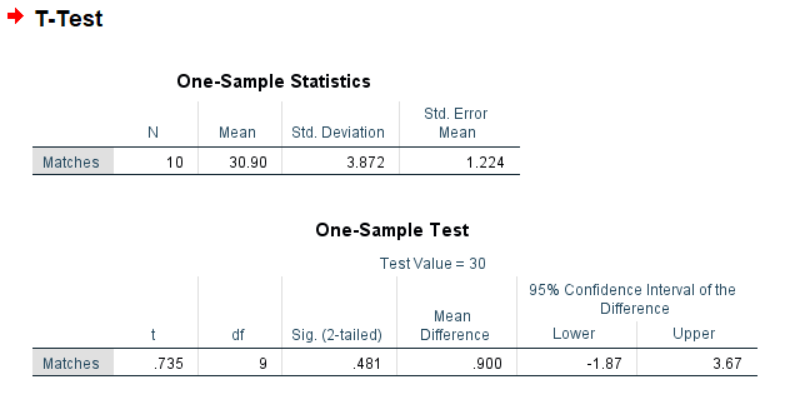 T-Test
One-Sample Statistics
N Mean Std. Deviation Std. Error Mean
Matches 10 30.90 3.872 1.224
One-Sample Test
Test Value = 30
95% Confidence Interval of the Difference
t df Sig. (2-tailed) Mean Difference Lower Upper
Matches .735 9 .481 .900 -1.87 3.67